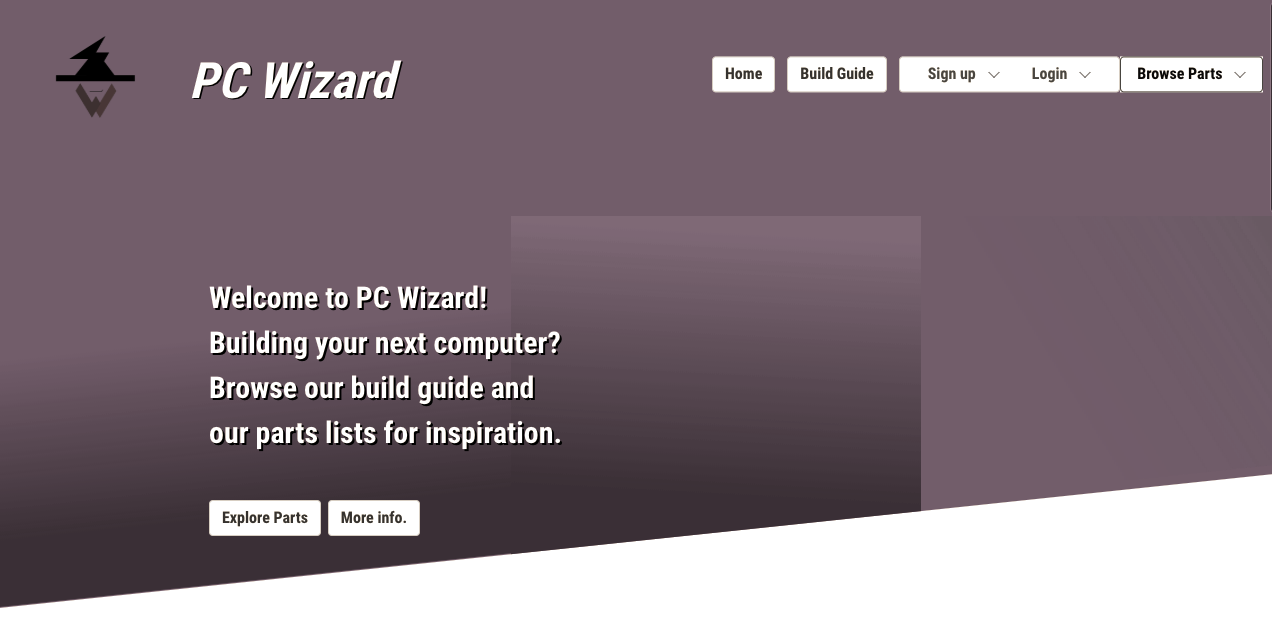 PC Wizard
Home
Build Guide
Sign up
Login
Browse Parts
Welcome to PC Wizard!
Building your next computer?
Browse our build guide and
our parts lists for inspiration.
Explore Parts
More info.